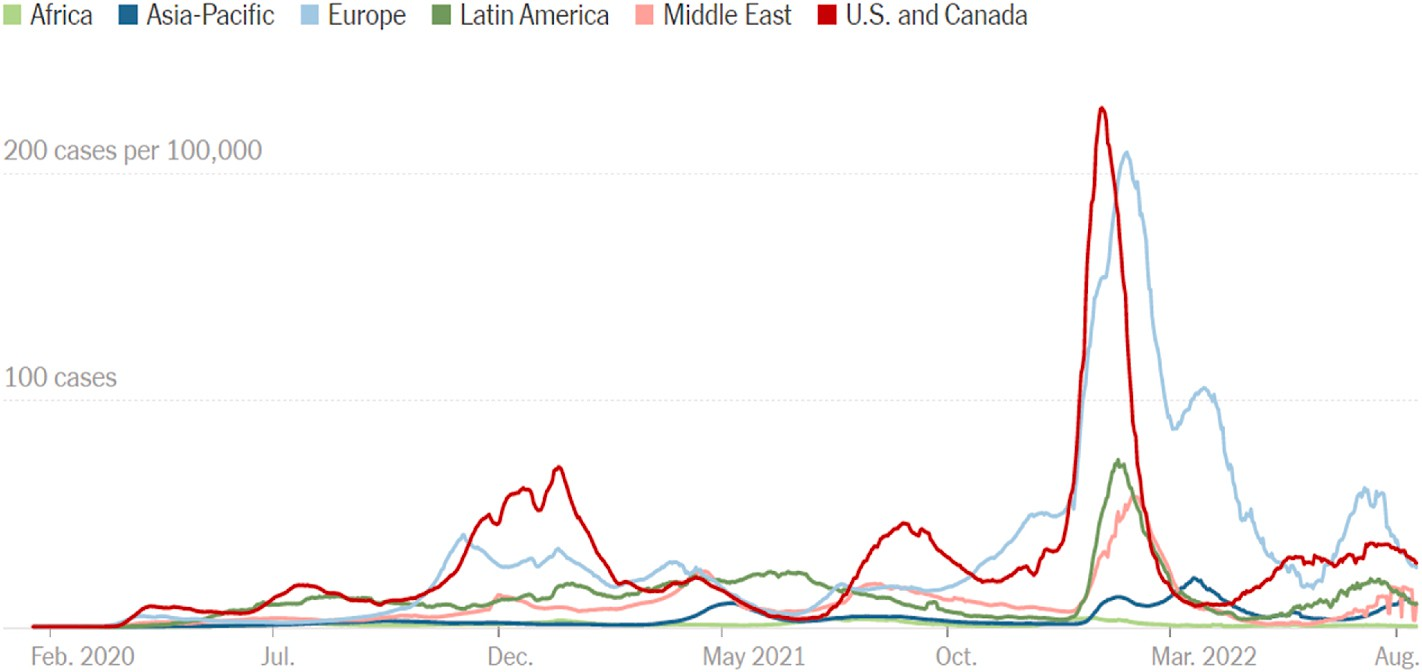 Africa Asia-Pacific Europe Latin America Middle East U.S. and Canada
200 cases per 100,000
100 cases
Feb. 2020 Jul. Dec. May 2021 Oct. Mar. 2022 Aug.